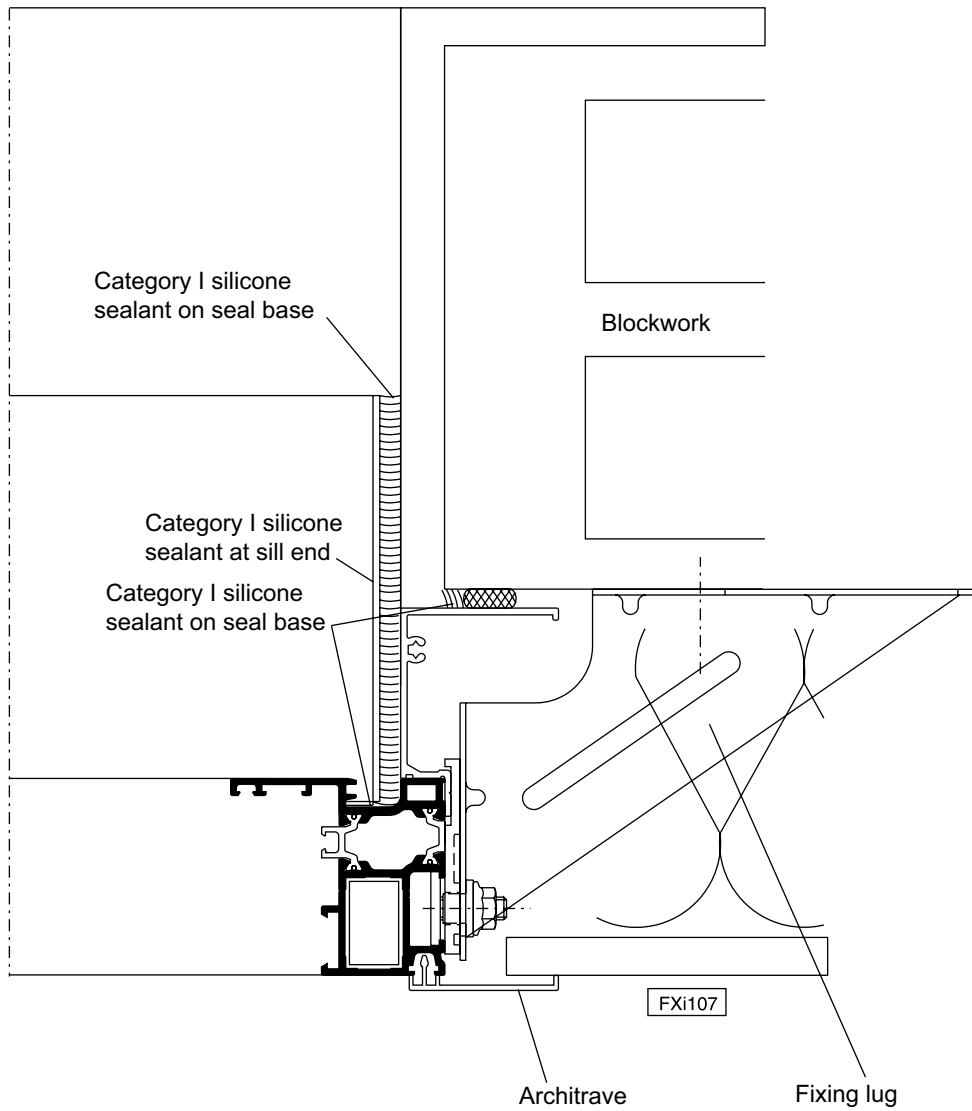 Category I silicone
sealant on seal base
Blockwork
Category I silicone
sealant at sill end
Category I silicone
sealant on seal base
FXi107
Architrave
Fixing lug